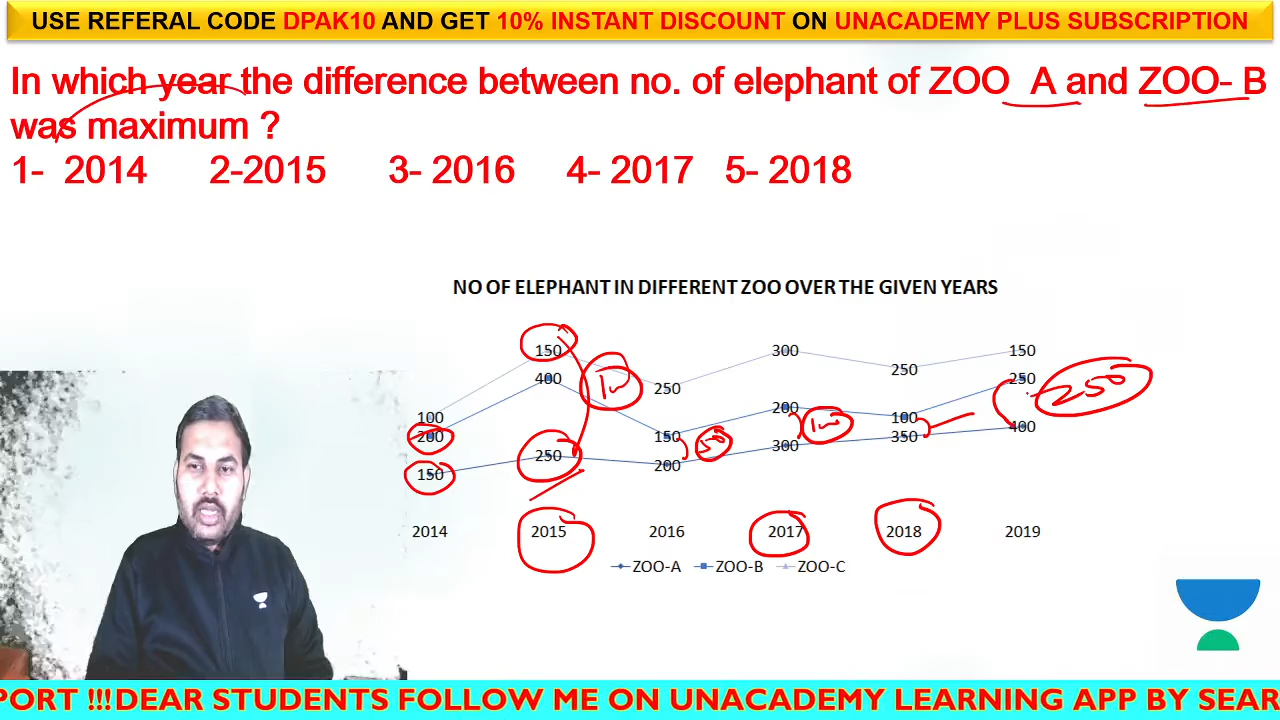 USE REFERAL CODE DPAK10 AND GET 10% INSTANT DISCOUNT ON UNACADEMY PLUS SUBSCRIPTION
In which year the difference between no. of elephant of ZOO A and ZOO- B
was maximum ?
1- 2014 2-2015 3- 2016 4- 2017 5- 2018
NO OF ELEPHANT IN DIFFERENT ZOO OVER THE GIVEN YEARS
150 300 150
250
400 250 250
250
100 200 100
200 150 100 350 400
50
250 300
150 200
2014 2015 2016 2017 2018 2019
ZOO-A ZOO-B ZOO-C
PORT !!!DEAR STUDENTS FOLLOW ME ON UNACADEMY LEARNING APP BY SEAR